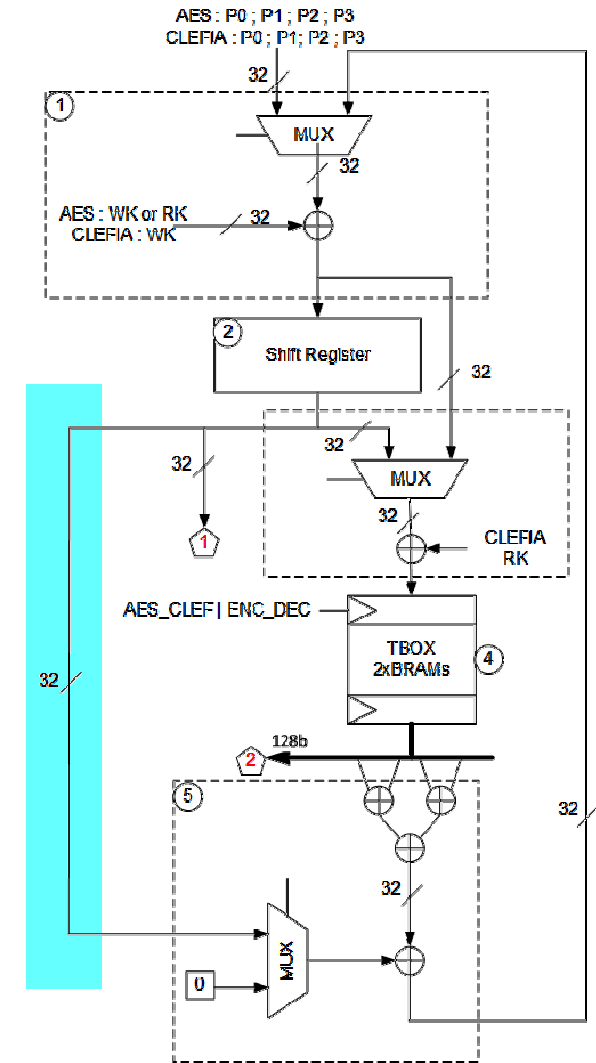 AES : P0 ; P1 ; P2 ; P3
CLEFIA : P0 ; P1; P2 ; P3
32
1
MUX
32
AES : WK or RK
32
CLEFIA : WK
2
Shift Register
32
32
32
MUX
1
32
CLEFIA
RK
AES_CLEF | ENC_DEC
TBOX
2xBRAMs
4
32
128b
2
5
32
32
MUX
0